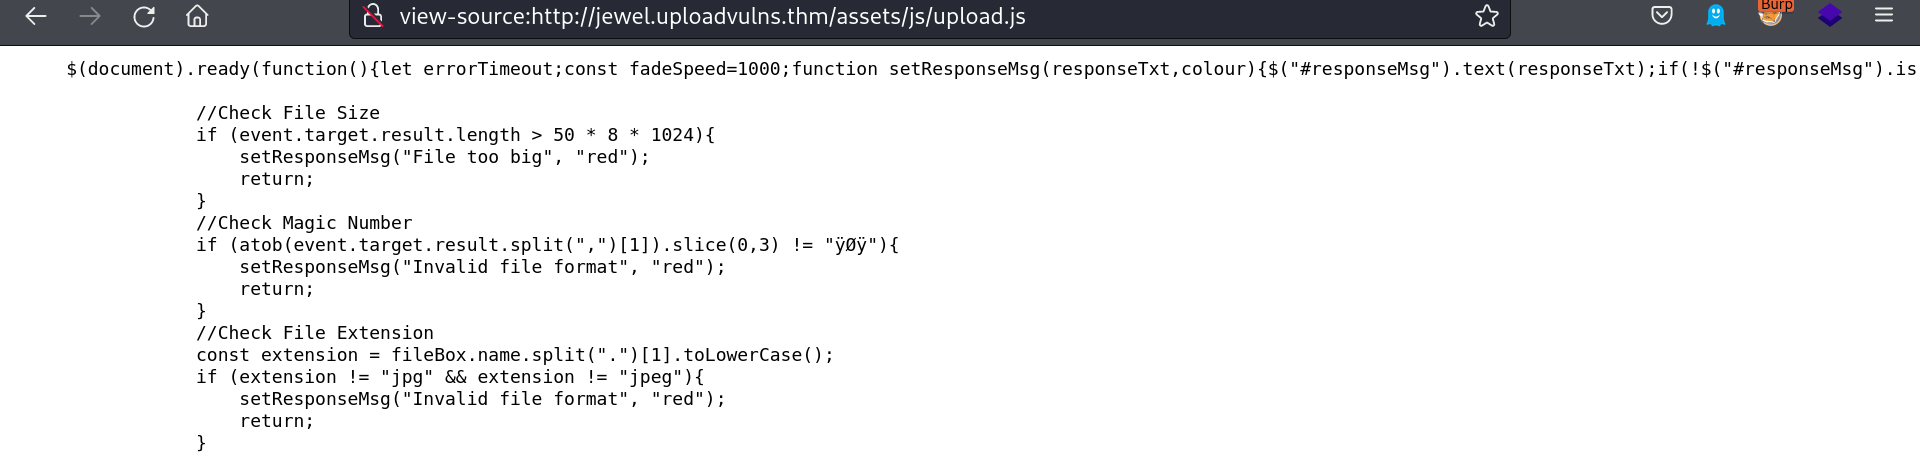 Burp
view-source:http://jewel.uploadvulns.thm/assets/js/upload.js
$(document).ready(function(){let errorTimeout;const fadeSpeed=1000;function setResponseMsg(responseTxt,colour){$("#responseMsg").text(responseTxt);if(!$("#responseMsg").is
//Check File Size
if (event.target.result.length > 50 * 8 * 1024){
setResponseMsg("File too big", "red");
return;
}
//Check Magic Number
if (atob(event.target.result.split(",")[1]).slice(0,3) != "ÿØÿ"){
setResponseMsg("Invalid file format", "red");
return;
}
//Check File Extension
const extension = fileBox.name.split(".")[1].toLowerCase();
if (extension != "jpg" && extension != "jpeg"){
setResponseMsg("Invalid file format", "red");
return;
}